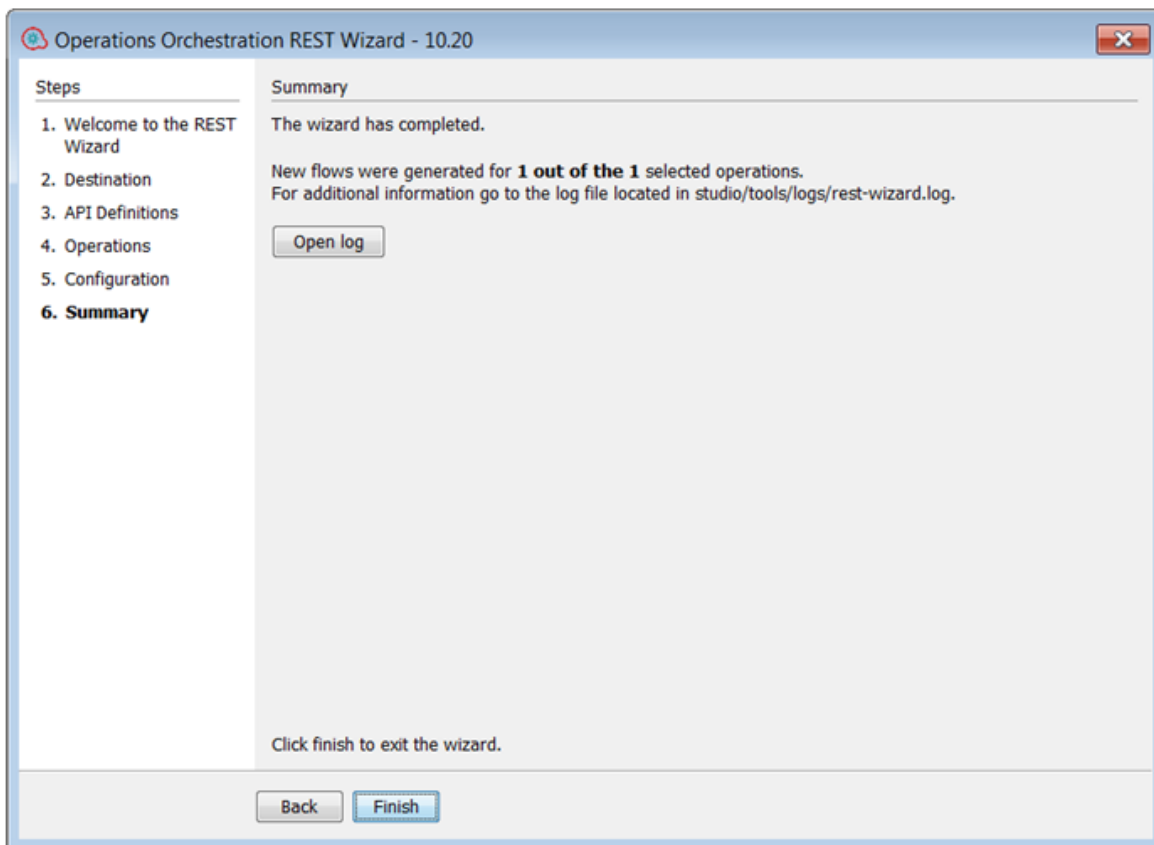 Operations Orchestration REST Wizard - 10.20
Steps
1. Welcome to the REST
Wizard
2. Destination
3. API Definitions
4. Operations
5. Configuration
6. Summary
Summary
The wizard has completed.
New flows were generated for 1 out of the 1 selected operations.
For additional information go to the log file located in studio/tools/logs/rest-wizard.log.
Open log
Click finish to exit the wizard.
Back
Finish